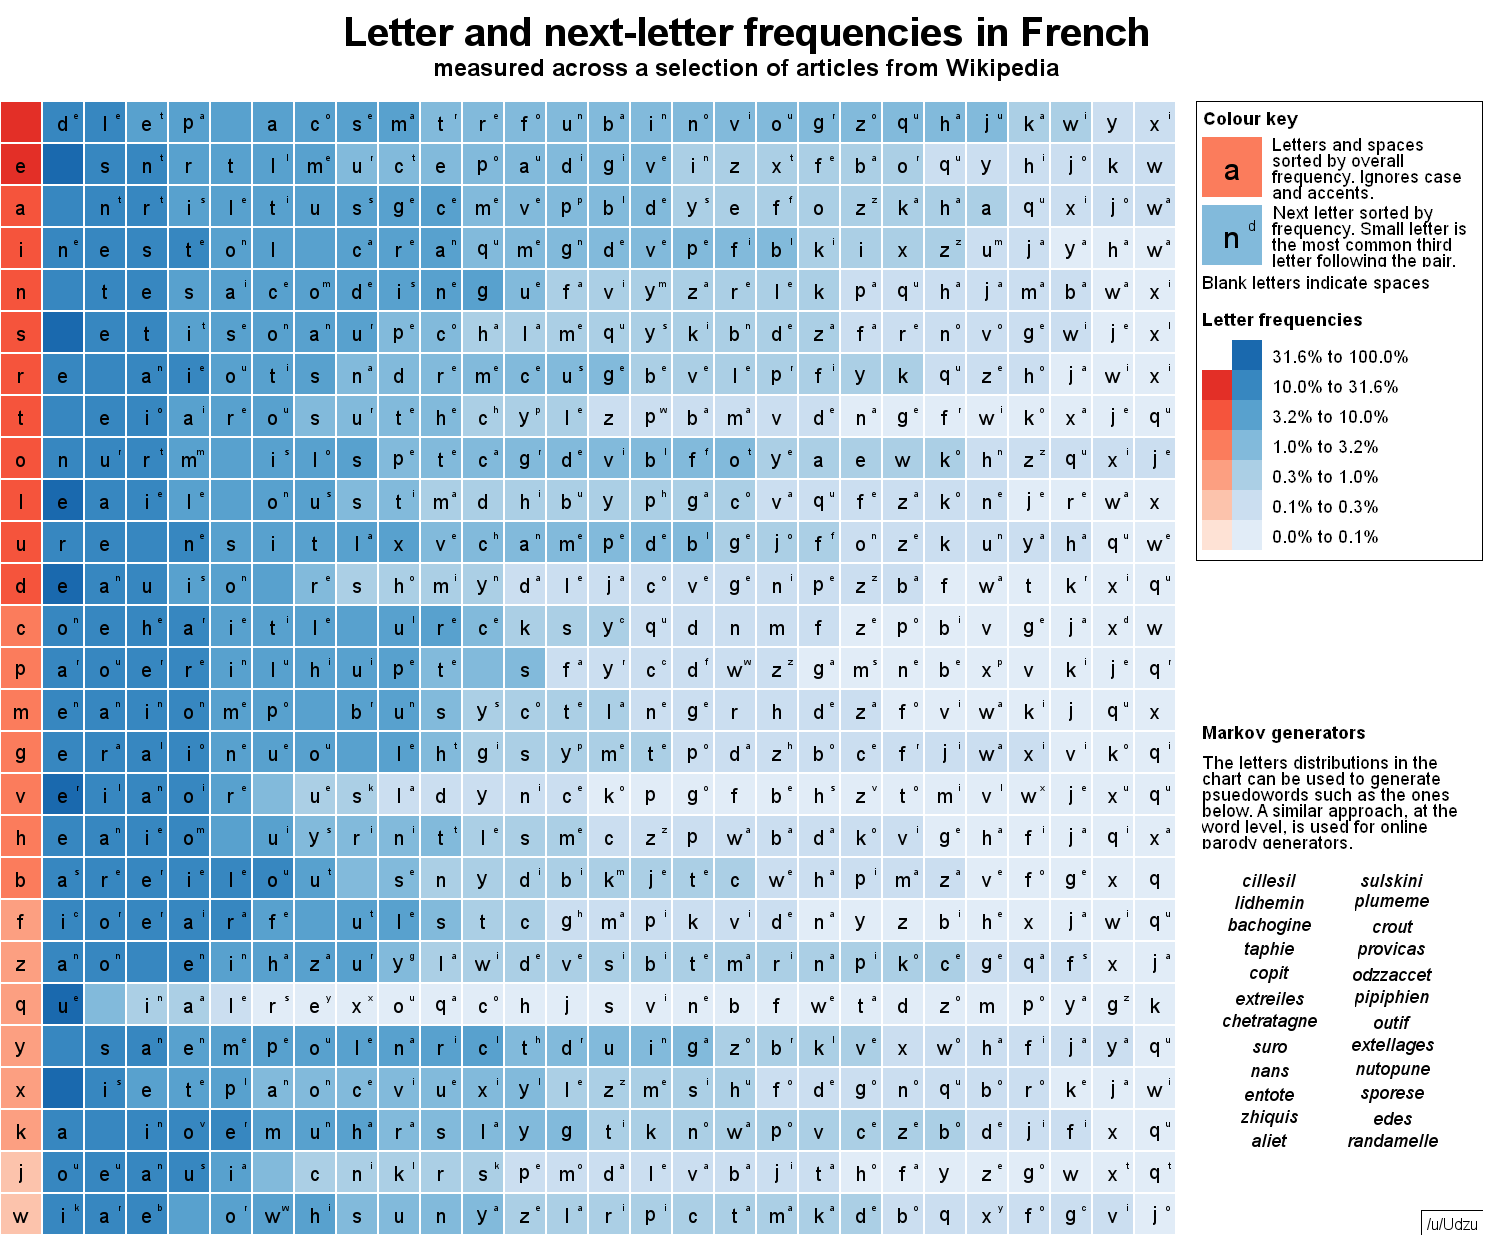 Letter and next-letter frequencies in French
measured across a selection of articles from Wikipedia
d e l e e t p a a c o s e m a t r r e f o u n b a i n n o v i o u g r z o q u h a j u k a w i y x i
e s n t r t l l m e u r c t e p o a u d i g i v e i n z x t f e b a o r q u y h i j o k w
a n t r t i s l e t i u s s g e c e m e v e p p b l d e y s e f f o z z k a h a a q u x i j o w a
i n e e s t e o n l c a r e a n q u m e g n d e v e p e f i b l k i i x z z u m j a y a h a w a
n t e s a i c e o m d e i s n e g u e f a v i y m z a r e l e k p a q u h a j a m a b a w a x i
s e t i t s e o n a n u r p e c o h a l a m e q u y s k i b n d e z a f a r e n o v o g e w i j e x l
r e a n i e o u t i s n a d r e m e c e u s g e b e v e l e p r f i y k q u z e h o j a w i x i
t e i o a i r e o u s u r t e h e c h y p l e z p w b a m a v d e n a g e f r w i k o x a j e q u
o n u r r t m m i s l o s p e t e c a g r d e v i b l f f o t y e a e w k o h n z z q u x i j e
l e a i e l e o n u s s t i m a d h i b u y p h g a c o v a q u f e z a k o n e j e r e w a x
u r e n e s i t l a x v e c h a n m e p e d e b l g e j o f f o n z e k u n y a h a q u w e
d e a n u i s o n r e s h o m i y n d a l e j a c o v e g e n i p e z z b a f w a t k r x i q u
c o n e h e a r i e t i l e u l r e c e k s y c q u d n m f z e p o b i v g e j a x d w
p a r o u e r r e i n l u h i u i p e t e s f a y r c c d f w w z z g a m s n e b e x p v k i j e q r
m e n a n i n o n m e p o b r u n s y s c o t e l a n e g e r h d e z a f o v i w a k i j q u x
g e r a a l i o n e u e o u l e h t g i s y p m e t e p o d a z h b o c e f r j i w a x i v i k o q i
v e r i l a n o i r e u e s k l a d y n i c e k o p g o f b e h s z v t o m i v l w x j e x u q u
h e a n i e o m u i y s r i n i t t l e s m e c z z p w a b a d a k o v i g e h a f i j a q i x a
b a s r e e r i e l e o u u t s e n y d i b i k m j e t e c w e h a p i m a z a v e f o g e x q
f i c o r e r a i r a f e u t l e s t c g h m a p i k v i d e n a y z b i h e x j a w i q u
z a n o n e n i n h a z a u r y g l a w i d e v e s i b i t e m a r i n a p i k o c e g e q a f s x j a
q u e i n a a l e r s e y x x o u q a c o h j s v i n e b f w e t a d z o m p o y a g z k
y s a n e n m e p e o u l e n a r i c l t h d r u i n g a z o b r k l v e x w o h a f i j a y a q u
x i s e t e p l a n o n c e v i u e x i y l l e z z m e s i h u f o d e g o n o q u b o r o k e j a w i
k a i n o v e r m u n h a r a s l a y g t i k n o w a p o v c e z e b o d e j i f i x q u
j o u e u a n u s i a c n i k l r s k p e m o d a l e v a b a j i t a h o f a y z e g o w x t q t
w i k a r e b o r w w h i s u n y a z e l a r i p i c t a m a k a d e b o q x y f o g c v i j o
Colour key
a
Letters and spaces
sorted by overall
frequency. Ignores case
and accents.
n d
Next letter sorted by
frequency. Small letter is
the most common third
letter following the pair.
Blank letters indicate spaces
Letter frequencies
31.6% to 100.0%
10.0% to 31.6%
3.2% to 10.0%
1.0% to 3.2%
0.3% to 1.0%
0.1% to 0.3%
0.0% to 0.1%
Markov generators
The letters distributions in the
chart can be used to generate
psuedowords such as the ones
below. A similar approach, at the
word level, is used for online
parody generators.
cillesil sulskini
lidhemin plumeme
bachogine crout
taphie provicas
copit odzzaccet
extreiles pipiphien
chetratagne outif
suro extellages
nans nutopune
entote sporese
zhiquis edes
aliet randamelle
/u/Udzu